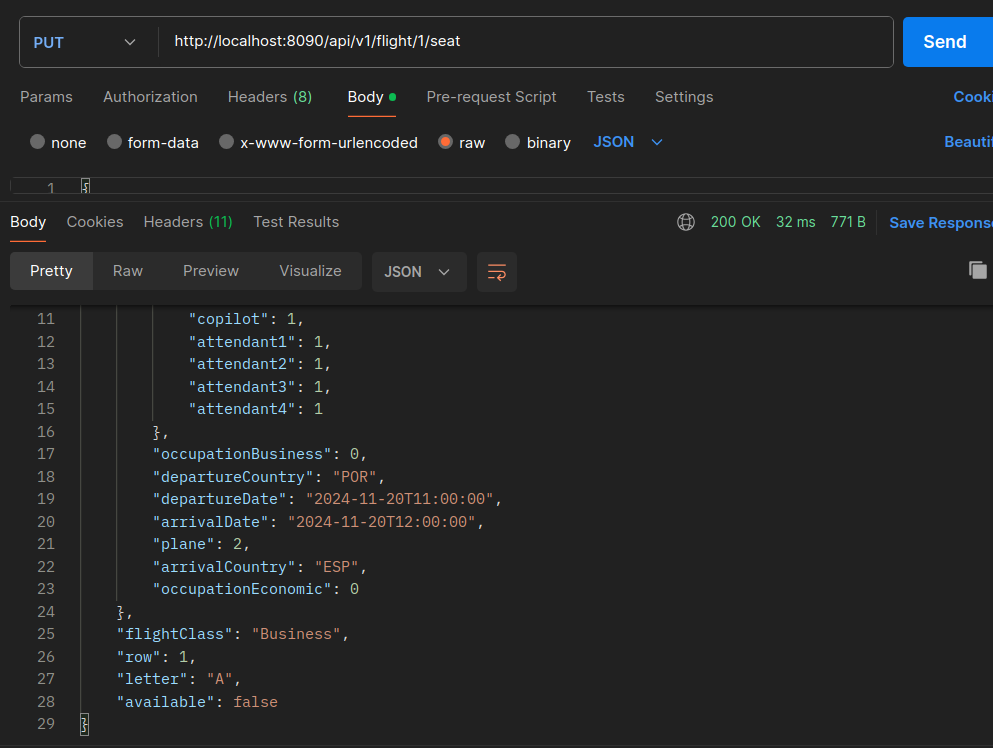 PUT http://localhost:8090/api/v1/flight/1/seat Send
Params Authorization Headers (8) Body Pre-request Script Tests Settings Cooki
none form-data x-www-form-urlencoded raw binary JSON Beautif
1 {
Body Cookies Headers (11) Test Results 200 OK 32 ms 771 B Save Response
Pretty Raw Preview Visualize JSON
11 "copilot": 1,
12 "attendant1": 1,
13 "attendant2": 1,
14 "attendant3": 1,
15 "attendant4": 1
16 },
17 "occupationBusiness": 0,
18 "departureCountry": "POR",
19 "departureDate": "2024-11-20T11:00:00",
20 "arrivalDate": "2024-11-20T12:00:00",
21 "plane": 2,
22 "arrivalCountry": "ESP",
23 "occupationEconomic": 0
24 },
25 "flightClass": "Business",
26 "row": 1,
27 "letter": "A",
28 "available": false
29 }